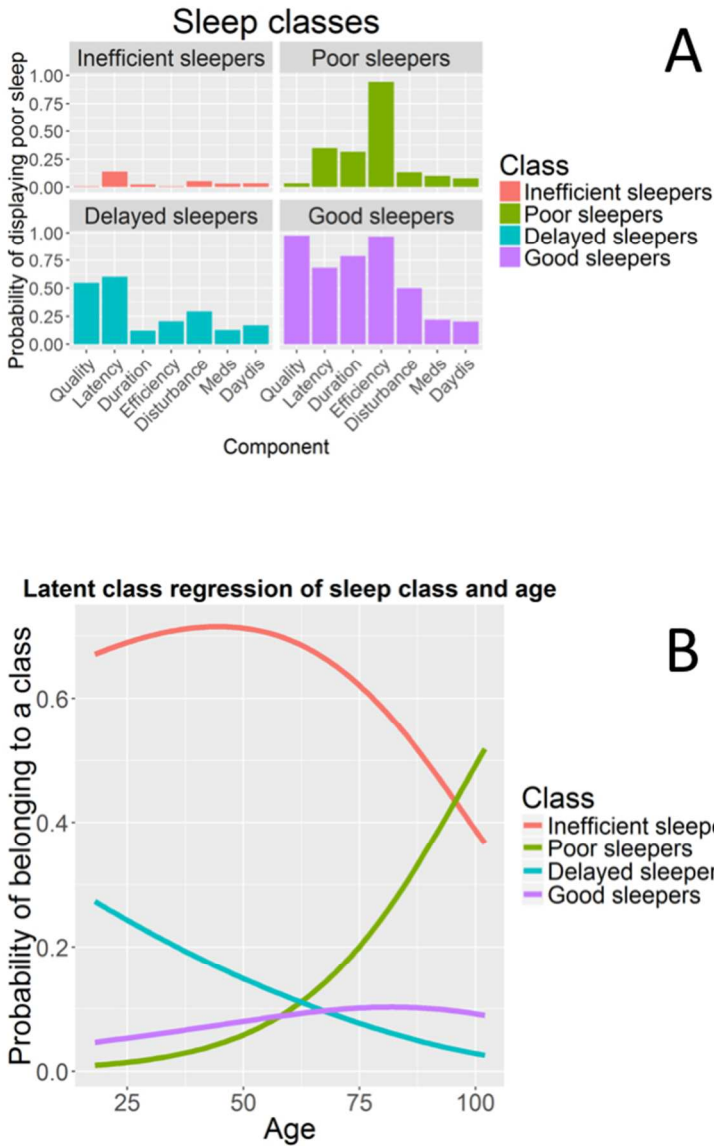 Sleep classes
A
Inefficient sleepers
Poor sleepers
Probability of displaying poor sleep
1.00
0.75
0.50
0.25
0.00
Delayed sleepers
Good sleepers
1.00
0.75
0.50
0.25
0.00
Quality
Latency
Duration
Efficiency
Disturbance
Meds
Daydis
Quality
Latency
Duration
Efficiency
Disturbance
Meds
Daydis
Component
Class
Inefficient sleepers
Poor sleepers
Delayed sleepers
Good sleepers
Latent class regression of sleep class and age
B
Probability of belonging to a class
0.6
0.4
0.2
0.0
25
50
75
100
Age
Class
Inefficient sleepe
Poor sleepers
Delayed sleeper
Good sleepers